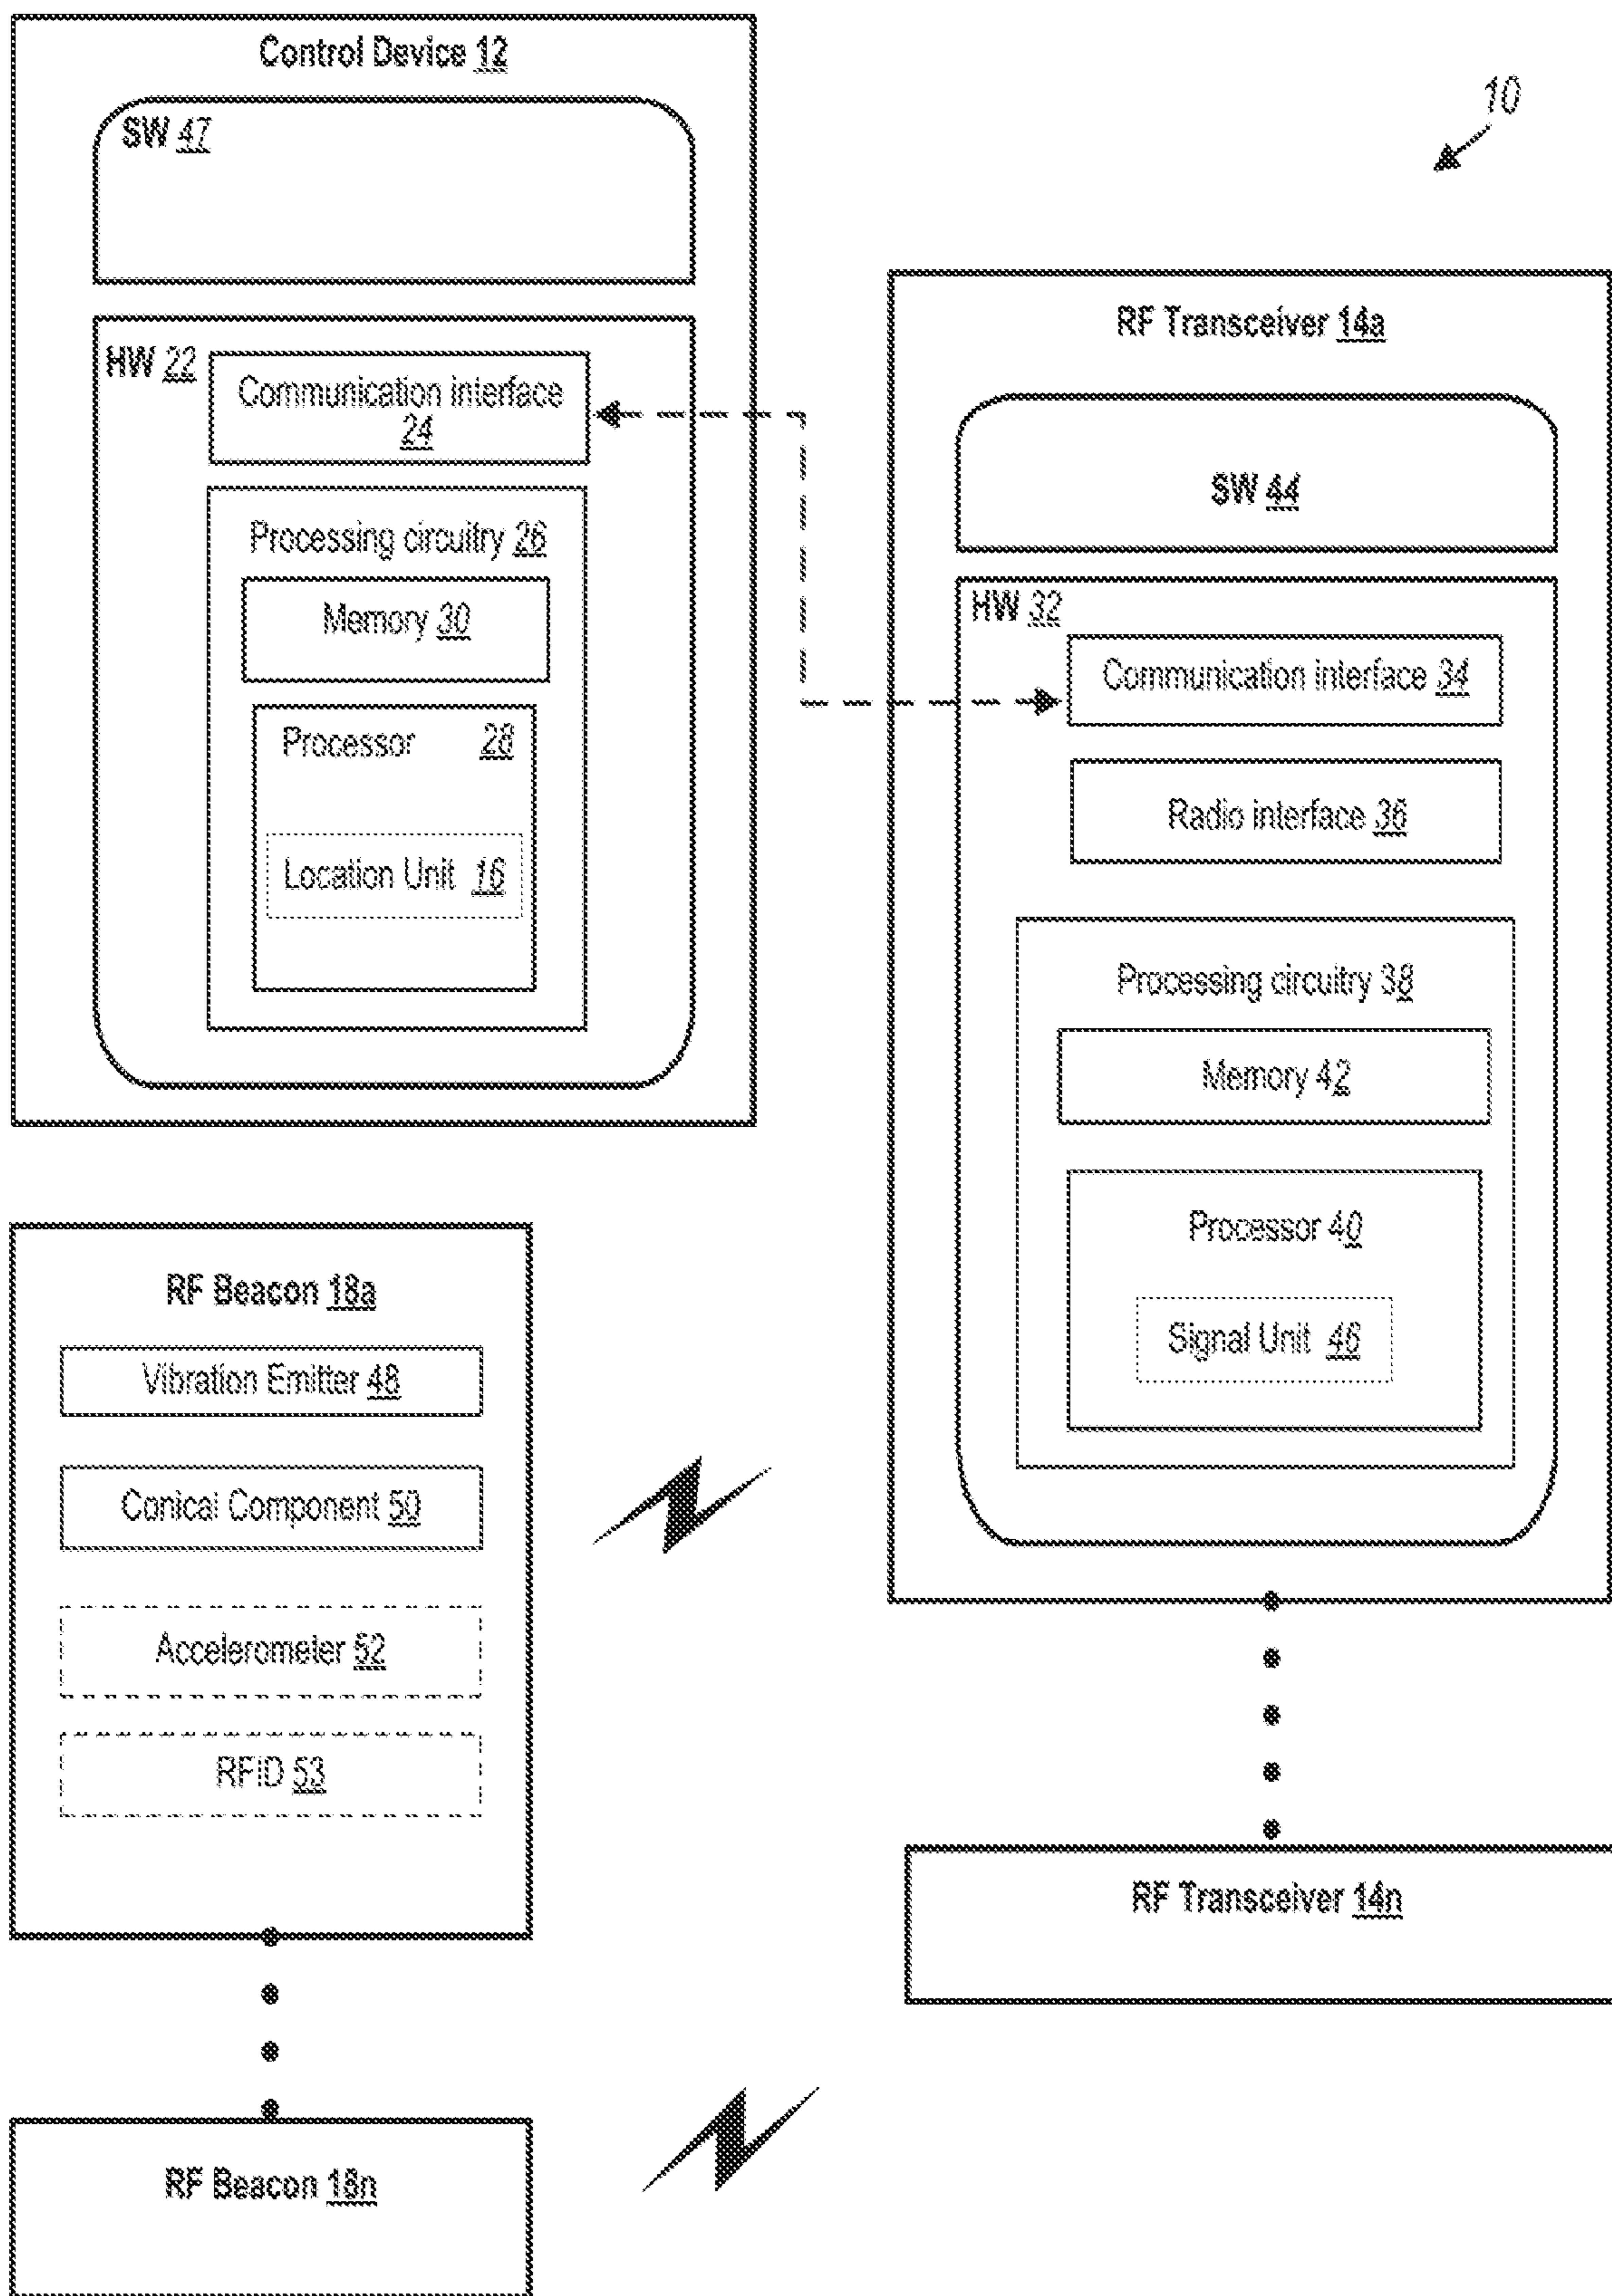 Control Device 12
SW 47
10
HW 22
Communication interface
24
Processing circuitry 26
Memory 30
Processor 28
Location Unit 16
RF Transceiver 14a
SW 44
HW 32
Communication interface 34
Radio interface 36
Processing circuitry 38
Memory 42
Processor 40
Signal Unit 46
RF Beacon 18a
Vibration Emitter 48
Conical Component 50
Accelerometer 52
RFID 53
RF Transceiver 14n
RF Beacon 18n